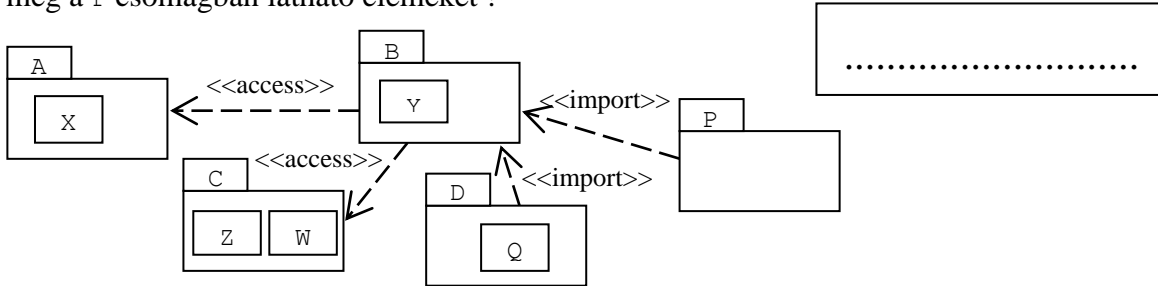 meg a P csomagban látható elemeket !
..............................
A
B
<<access>>
X
Y
<<import>>
P
<<access>>
C
D
<<import>>
Z W
Q